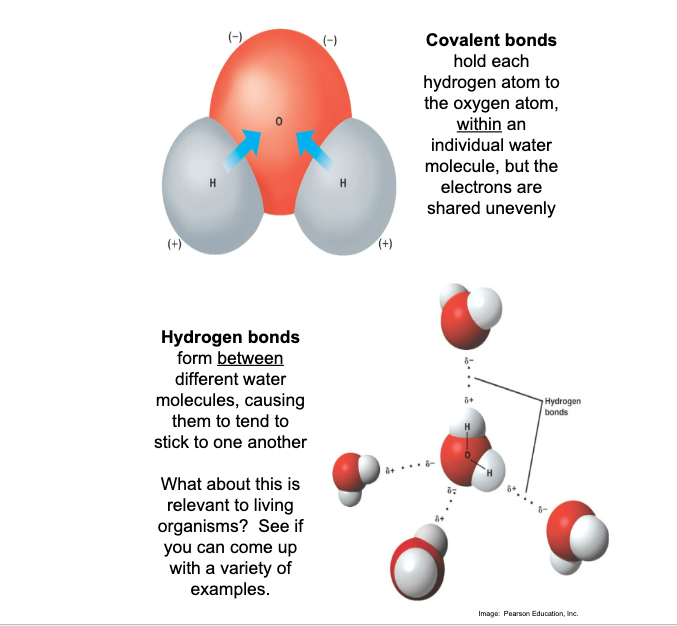 (–)
(–)
O
H
H
(+)
(+)
Covalent bonds
hold each
hydrogen atom to
the oxygen atom,
within an
individual water
molecule, but the
electrons are
shared unevenly
Hydrogen bonds
form between
different water
molecules, causing
them to tend to
stick to one another
What about this is
relevant to living
organisms?  See if
you can come up
with a variety of
examples.
δ–
δ+
Hydrogen
bonds
H
O
H
δ+
δ–
δ–
δ+
δ+
δ–
Image:  Pearson Education, Inc.